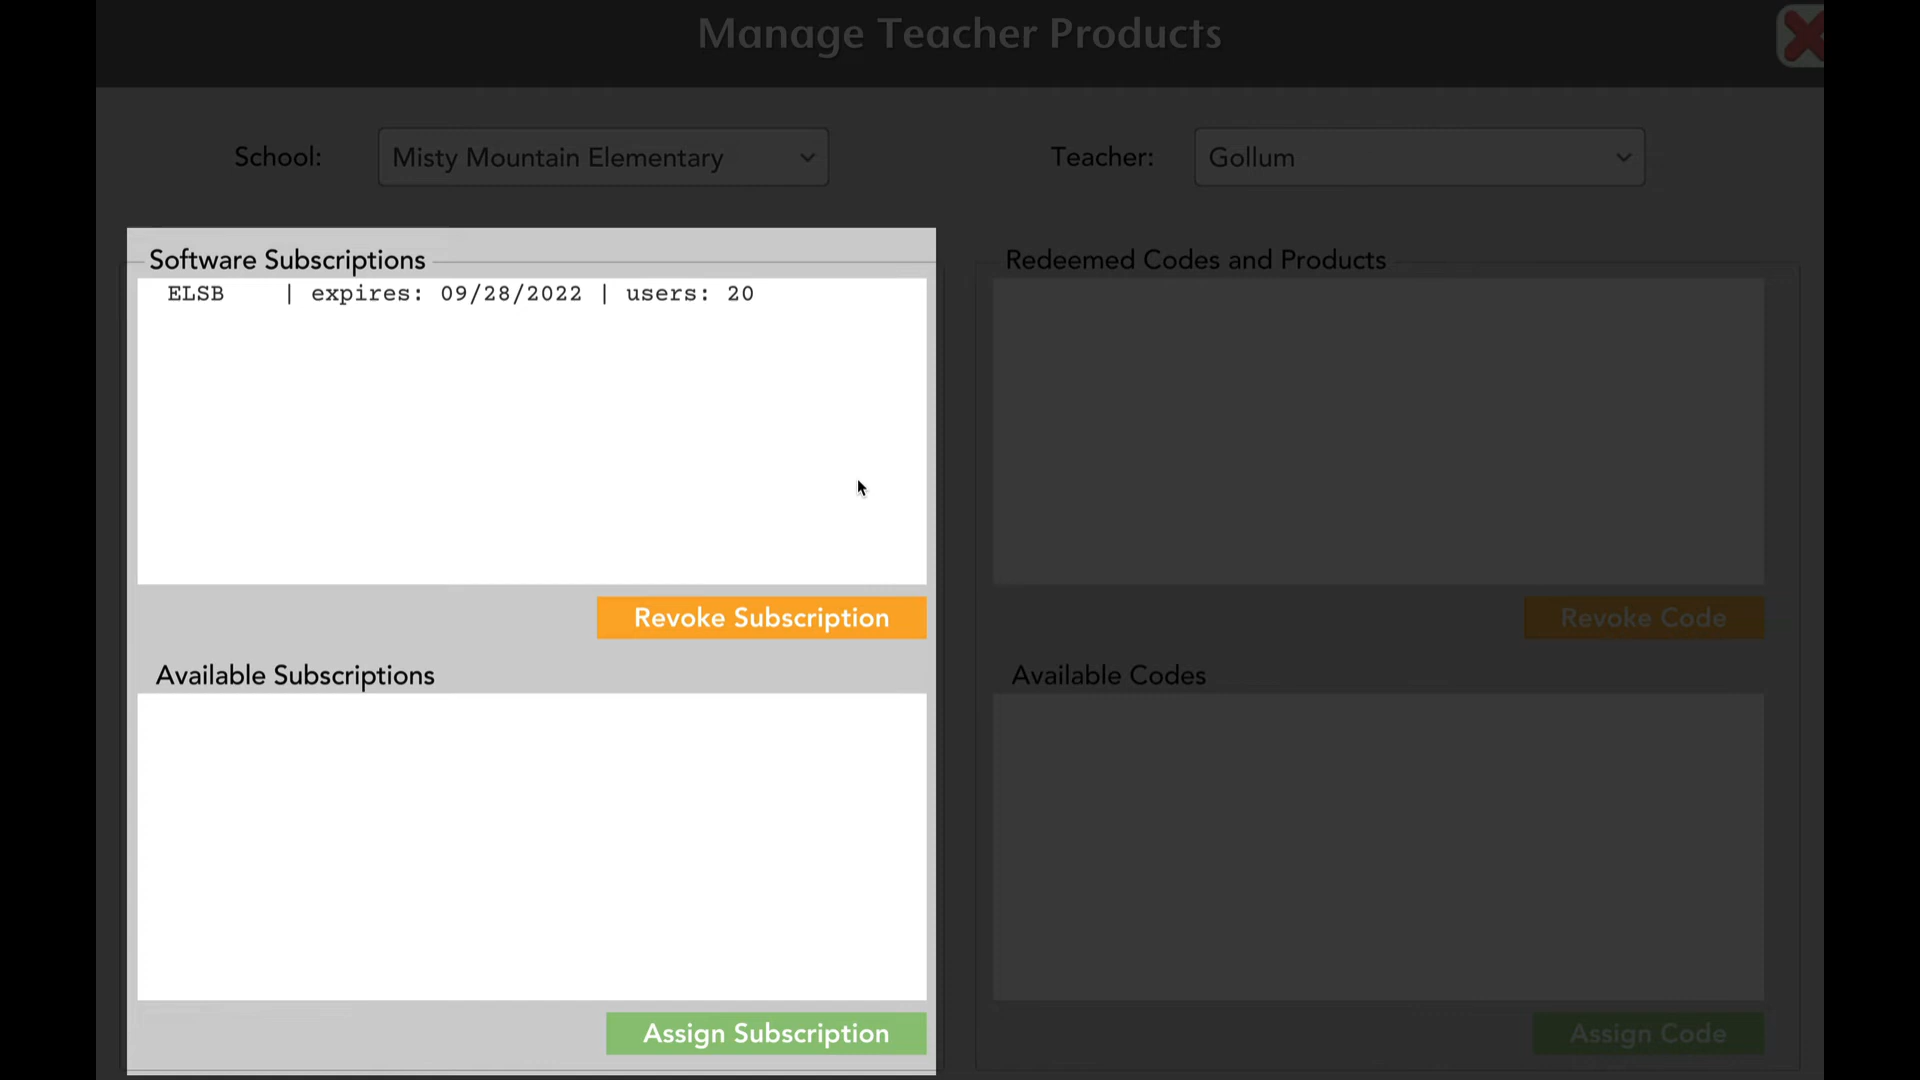 Manage Teacher Products
School: Misty Mountain Elementary
Teacher: Gollum
Software Subscriptions
ELSB | expires: 09/28/2022 | users: 20
Revoke Subscription
Available Subscriptions
Assign Subscription
Redeemed Codes and Products
Revoke Code
Available Codes
Assign Code